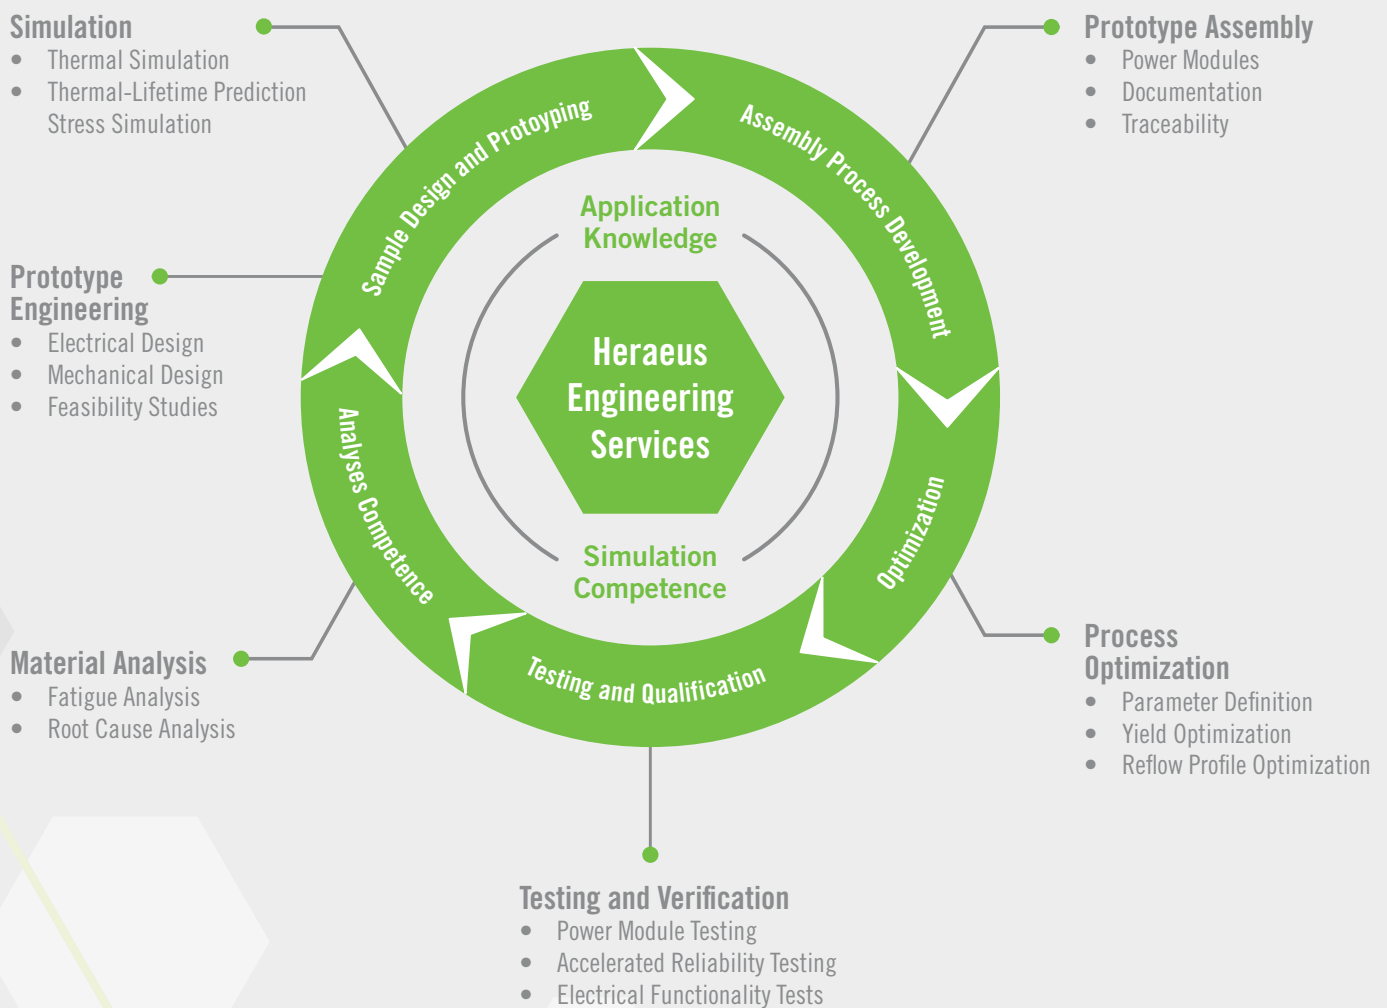 Simulation
• Thermal Simulation
• Thermal-Lifetime Prediction
Stress Simulation
Prototype Assembly
• Power Modules
• Documentation
• Traceability
Sample Design and Protoyping
Assembly Process Development
Application
Knowledge
Prototype
Engineering
• Electrical Design
• Mechanical Design
• Feasibility Studies
Heraeus
Engineering
Services
Analyses Competence
Optimization
Simulation
Competence
Testing and Qualification
Material Analysis
• Fatigue Analysis
• Root Cause Analysis
Process
Optimization
• Parameter Definition
• Yield Optimization
• Reflow Profile Optimization
Testing and Verification
• Power Module Testing
• Accelerated Reliability Testing
• Electrical Functionality Tests